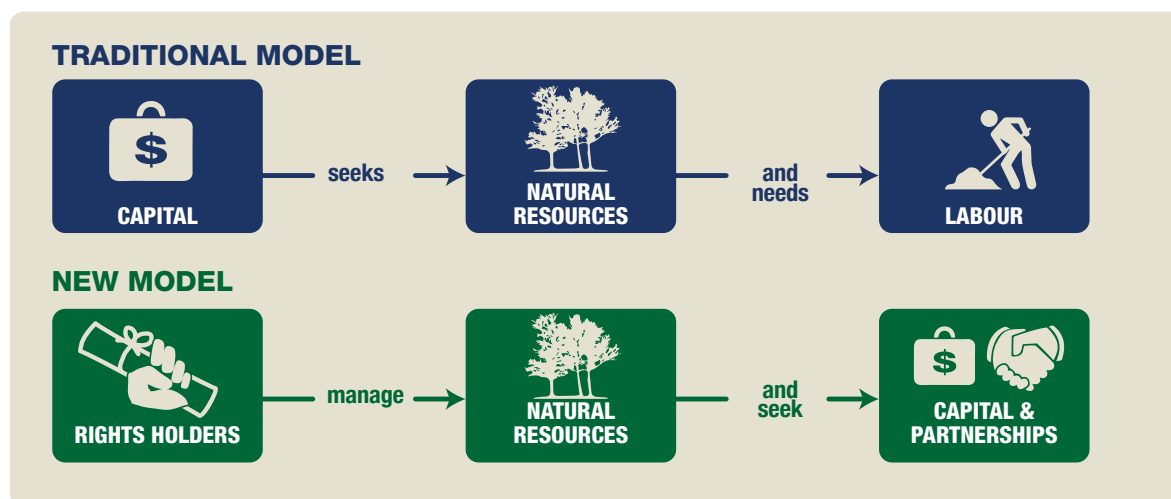 TRADITIONAL MODEL
$
CAPITAL
seeks
NATURAL
RESOURCES
and
needs
LABOUR
NEW MODEL
RIGHTS HOLDERS
manage
NATURAL
RESOURCES
and
seek
$
CAPITAL &
PARTNERSHIPS